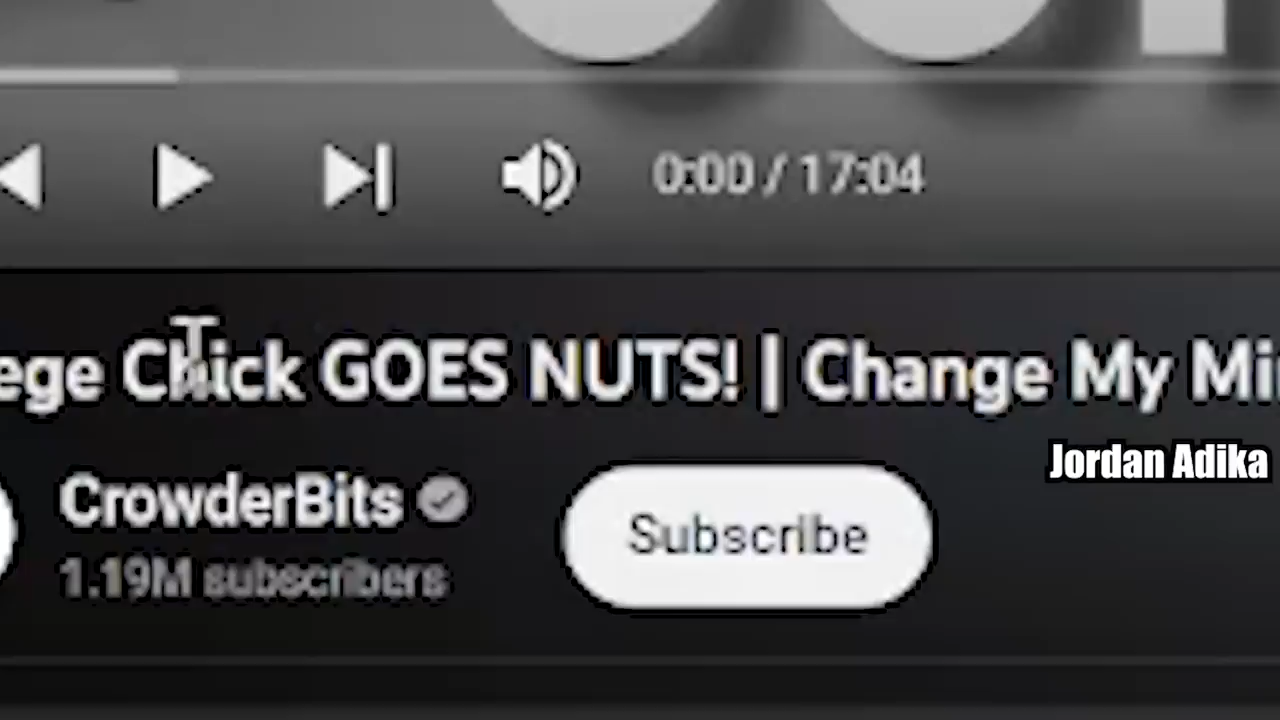 0:00 / 17:04
ege Chick GOES NUTS! | Change My Mi
Jordan Adika
CrowderBits
Subscribe
1.19M subscribers